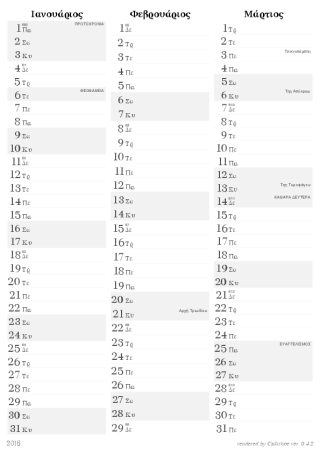 Ιανουάριος
1 Πα ΠΡΩΤΟΧΡΟΝΙΑ
2 Σα
3 Κυ
4 Δε
5 Τρ
6 Τε ΘΕΟΦΑΝΕΙΑ
7 Πε
8 Πα
9 Σα
10 Κυ
11 Δε
12 Τρ
13 Τε
14 Πε
15 Πα
16 Σα
17 Κυ
18 Δε
19 Τρ
20 Τε
21 Πε
22 Πα
23 Σα
24 Κυ
25 Δε
26 Τρ
27 Τε
28 Πε
29 Πα
30 Σα
31 Κυ
Φεβρουάριος
1 Δε
2 Τρ
3 Τε
4 Πε
5 Πα
6 Σα
7 Κυ
8 Δε
9 Τρ
10 Τε
11 Πε
12 Πα
13 Σα
14 Κυ
15 Δε
16 Τρ
17 Τε
18 Πε
19 Πα
20 Σα
21 Κυ Αρχή Τριωδίου
22 Δε
23 Τρ
24 Τε
25 Πε
26 Πα
27 Σα
28 Κυ
29 Δε
Μάρτιος
1 Τρ
2 Τε
3 Πε Τσικνοπέμπτη
4 Πα
5 Σα
6 Κυ Της Απόκρεω
7 Δε
8 Τρ
9 Τε
10 Πε
11 Πα
12 Σα
13 Κυ Της Τυροφάγου
14 Δε ΚΑΘΑΡΑ ΔΕΥΤΕΡΑ
15 Τρ
16 Τε
17 Πε
18 Πα
19 Σα
20 Κυ
21 Δε
22 Τρ
23 Τε
24 Πε
25 Πα ΕΥΑΓΓΕΛΙΣΜΟΣ
26 Σα
27 Κυ
28 Δε
29 Τρ
30 Τε
31 Πε
2016
rendered by Callirrhoe ver. 0.4.2